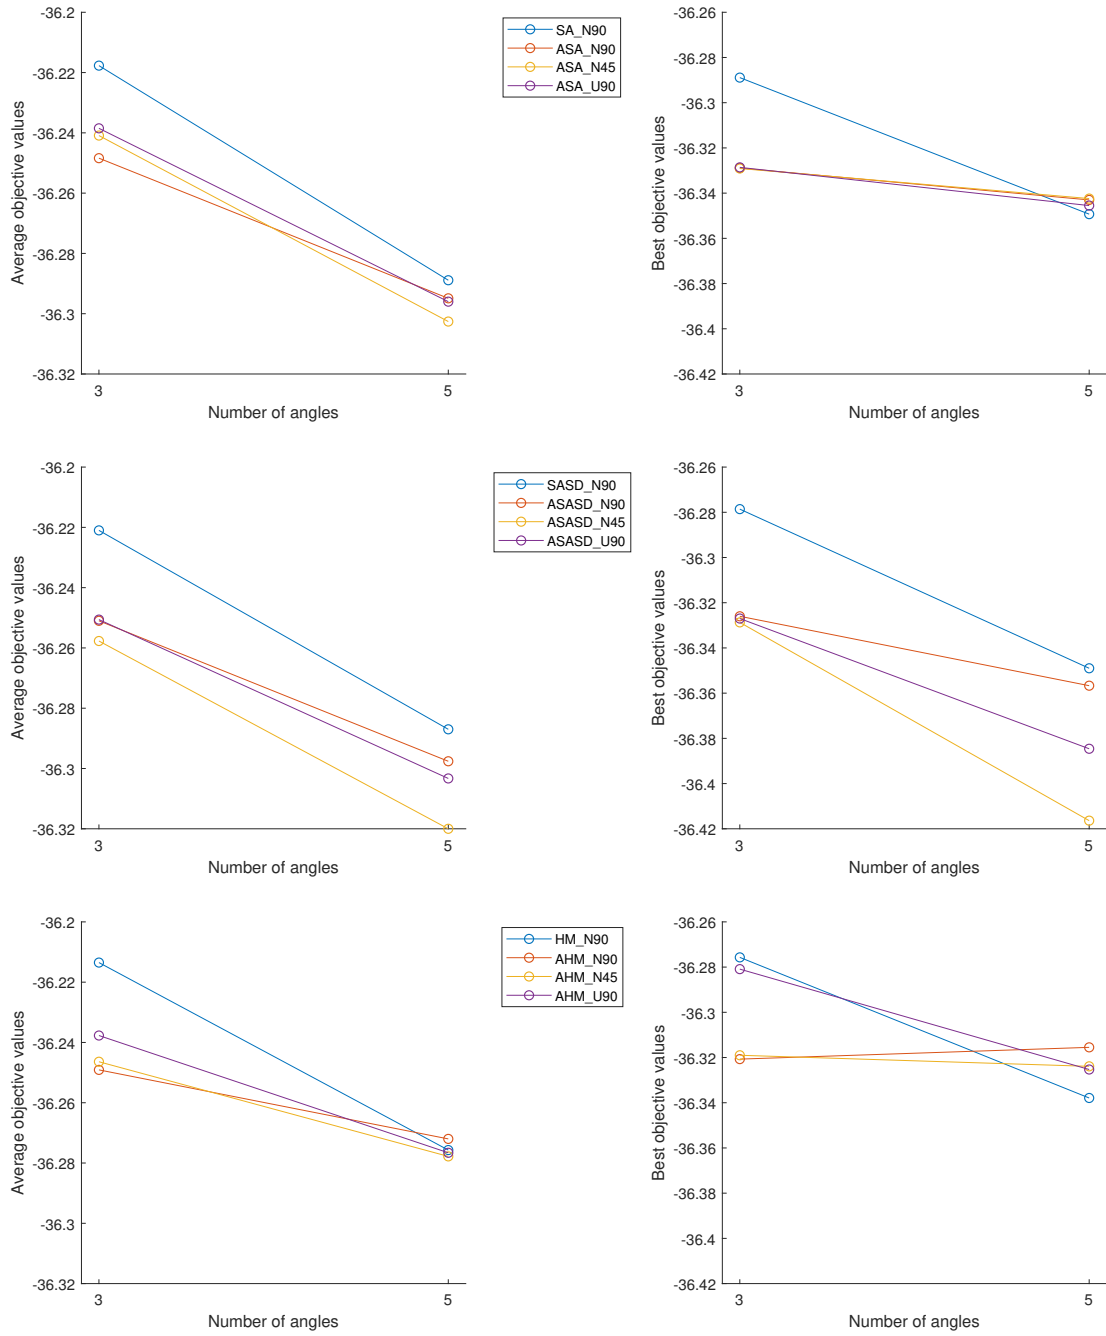 -36.2
-36.22
-36.24
-36.26
-36.28
-36.3
-36.32
3
5
Number of angles
Average objective values
SA_N90
ASA_N90
ASA_N45
ASA_U90
-36.26
-36.28
-36.3
-36.32
-36.34
-36.36
-36.38
-36.4
-36.42
3
5
Number of angles
Best objective values
-36.2
-36.22
-36.24
-36.26
-36.28
-36.3
-36.32
3
5
Number of angles
Average objective values
SASD_N90
ASASD_N90
ASASD_N45
ASASD_U90
-36.26
-36.28
-36.3
-36.32
-36.34
-36.36
-36.38
-36.4
-36.42
3
5
Number of angles
Best objective values
-36.2
-36.22
-36.24
-36.26
-36.28
-36.3
-36.32
3
5
Number of angles
Average objective values
HM_N90
AHM_N90
AHM_N45
AHM_U90
-36.26
-36.28
-36.3
-36.32
-36.34
-36.36
-36.38
-36.4
-36.42
3
5
Number of angles
Best objective values